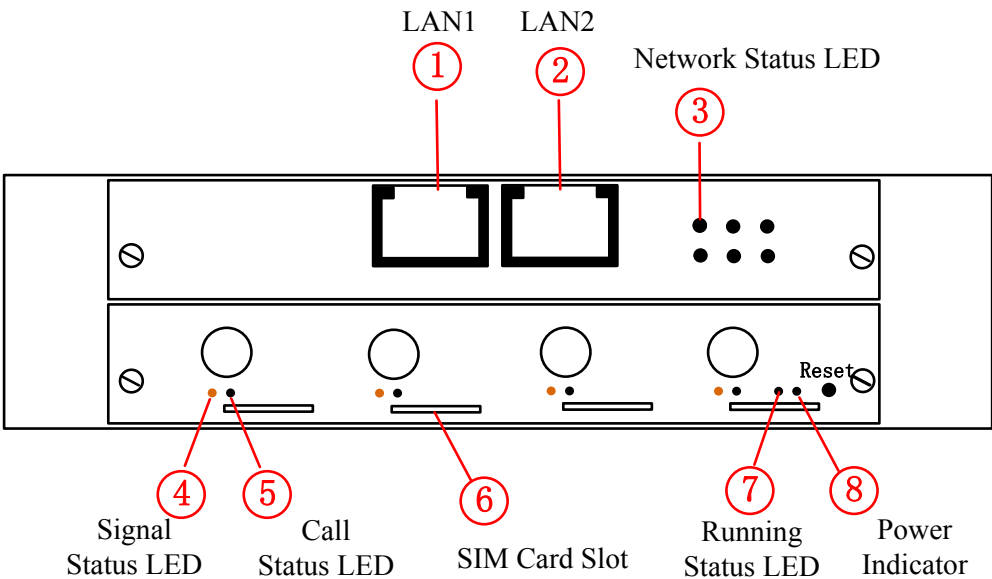 LAN1
LAN2
Network Status LED
1
2
3
Reset
4
5
6
7
8
Signal
Status LED
Call
Status LED
SIM Card Slot
Running
Status LED
Power
Indicator